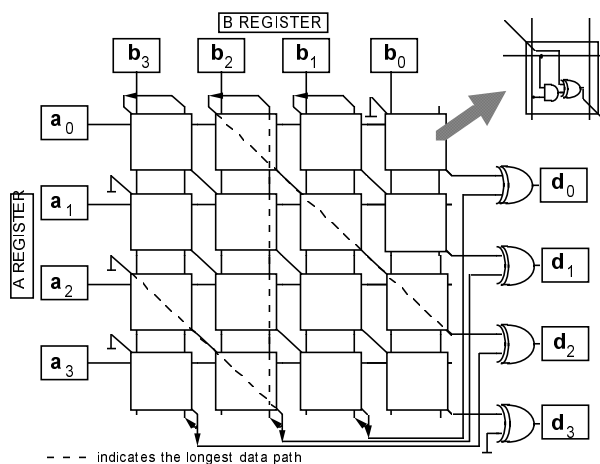 B REGISTER
b3 b2 b1 b0
a0
d0
a1
A REGISTER
d1
a2
d2
a3
d3
indicates the longest data path